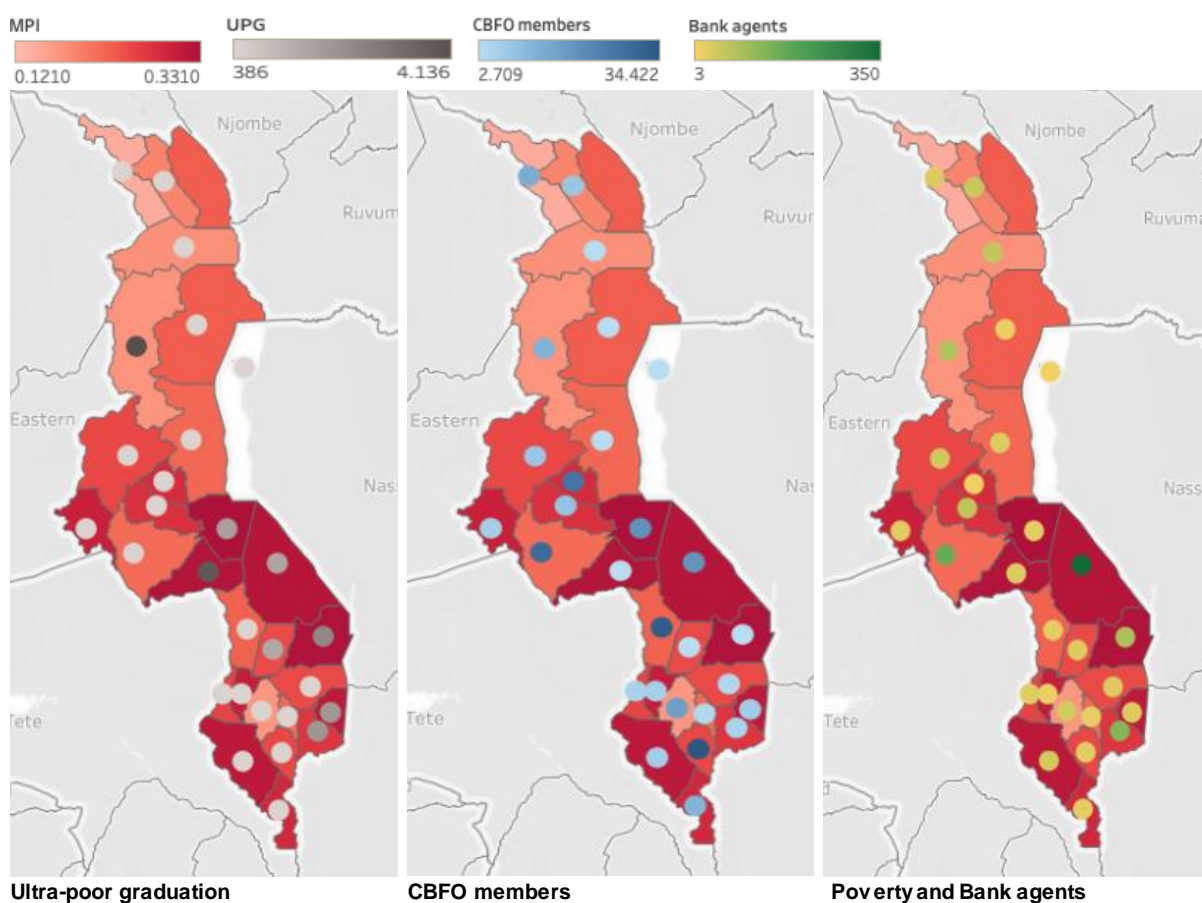 MPI
0.1210 0.3310
UPG
386 4.136
CBFO members
2.709 34.422
Bank agents
3 350
Njombe
Ruvum
Eastern
Nas
Tete
Njombe
Ruvur
Eastern
Na
Tete
Njombe
Ruvuma
Eastern
Nass
Tete
Ultra-poor graduation
CBFO members
Poverty and Bank agents